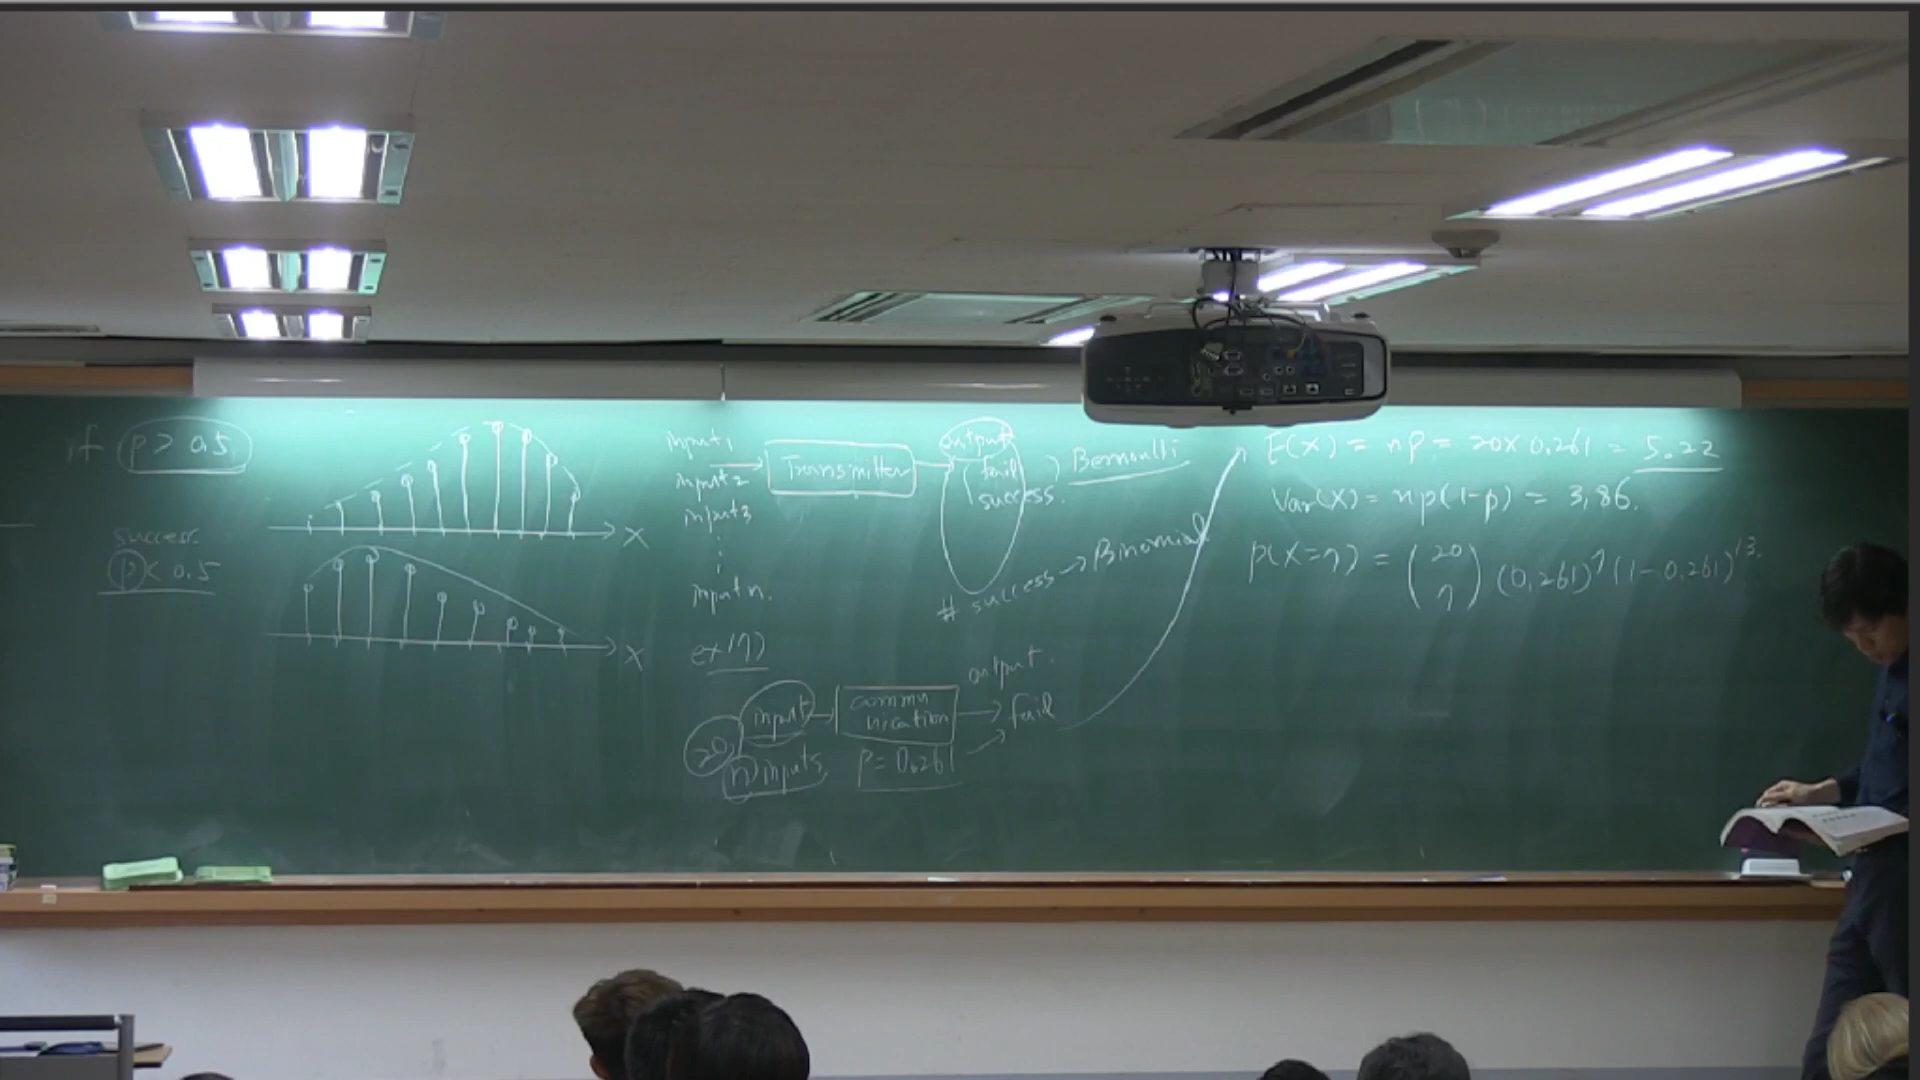 if p > 0.5
X
success
p < 0.5
X
input1
input2
input3
⋮
input n.
Transmitter
output
fail
success.
Bernoulli
# success → Binomial
ex 17)
input
commu
nication
output.
fail
20
n inputs
p = 0.261
E(X) = np = 20 x 0.261 = 5.22
Var(X) = np(1-p) = 3.86.
p(X=7) = (20 7) (0.261)^7 (1-0.261)^13.